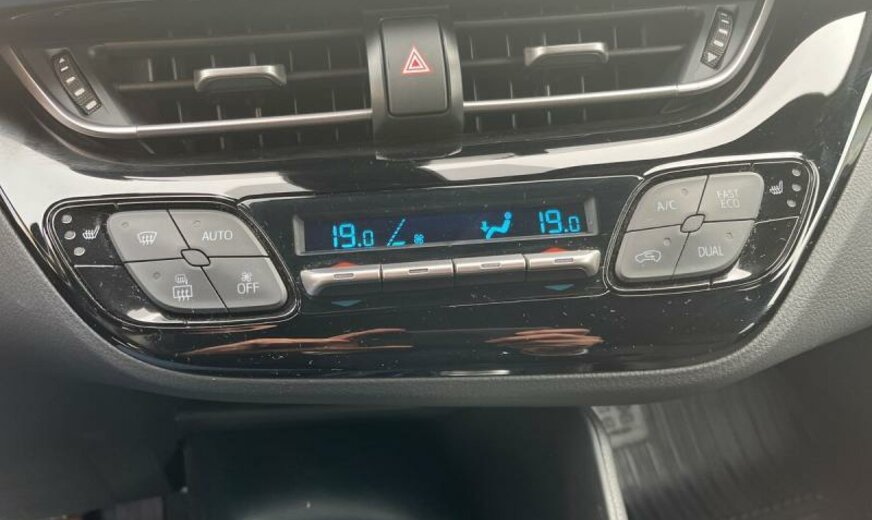 AUTO
OFF
19.0
19.0
A/C
FAST
ECO
DUAL